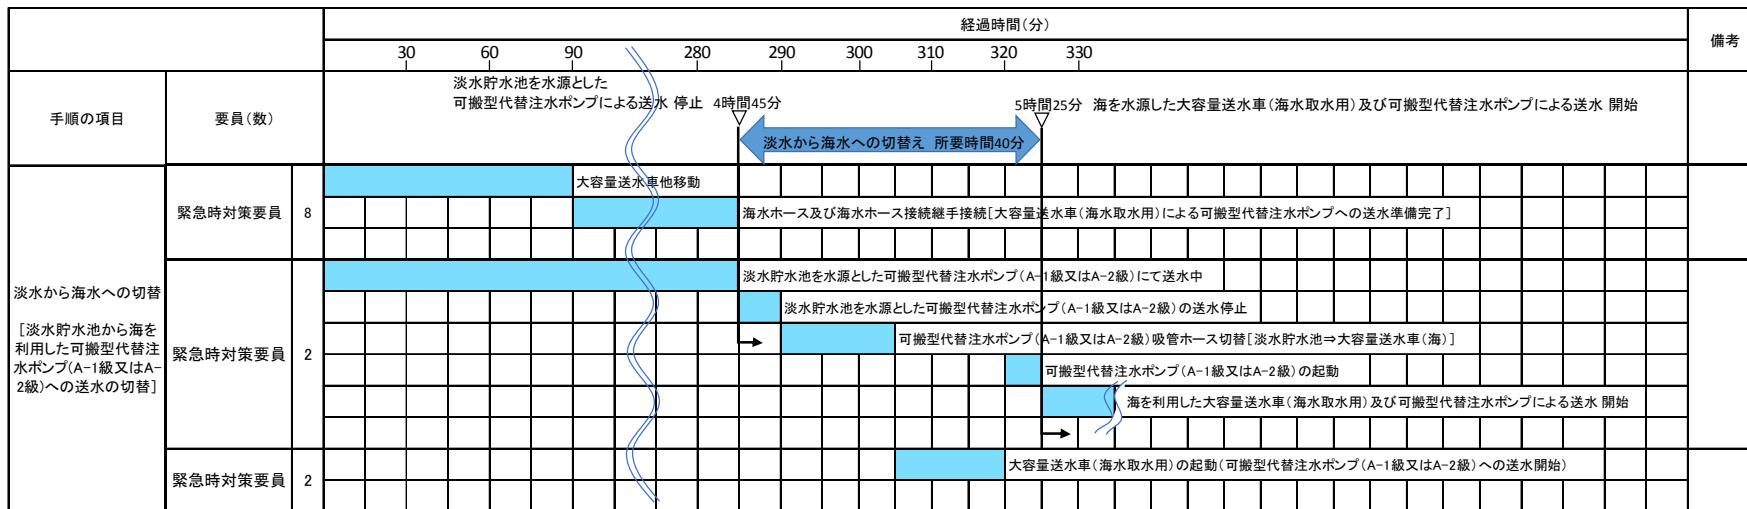 経過時間(分)
備考
30 60 90 280 290 300 310 320 330
手順の項目
要員(数)
淡水貯水池を水源とした
可搬型代替注水ポンプによる送水 停止 4時間45分
5時間25分 海を水源した大容量送水車(海水取水用)及び可搬型代替注水ポンプによる送水 開始
淡水から海水への切替え 所要時間40分
淡水から海水への切替
[淡水貯水池から海を
利用した可搬型代替注
水ポンプ(A-1級又はA-
2級)への送水の切替]
緊急時対策要員 8
大容量送水車他移動
海水ホース及び海水ホース接続継手接続[大容量送水車(海水取水用)による可搬型代替注水ポンプへの送水準備完了]
緊急時対策要員 2
淡水貯水池を水源とした可搬型代替注水ポンプ(A-1級又はA-2級)にて送水中
淡水貯水池を水源とした可搬型代替注水ポンプ(A-1級又はA-2級)の送水停止
可搬型代替注水ポンプ(A-1級又はA-2級)吸管ホース切替[淡水貯水池⇒大容量送水車(海)]
可搬型代替注水ポンプ(A-1級又はA-2級)の起動
海を利用した大容量送水車(海水取水用)及び可搬型代替注水ポンプによる送水 開始
緊急時対策要員 2
大容量送水車(海水取水用)の起動(可搬型代替注水ポンプ(A-1級又はA-2級)への送水開始)